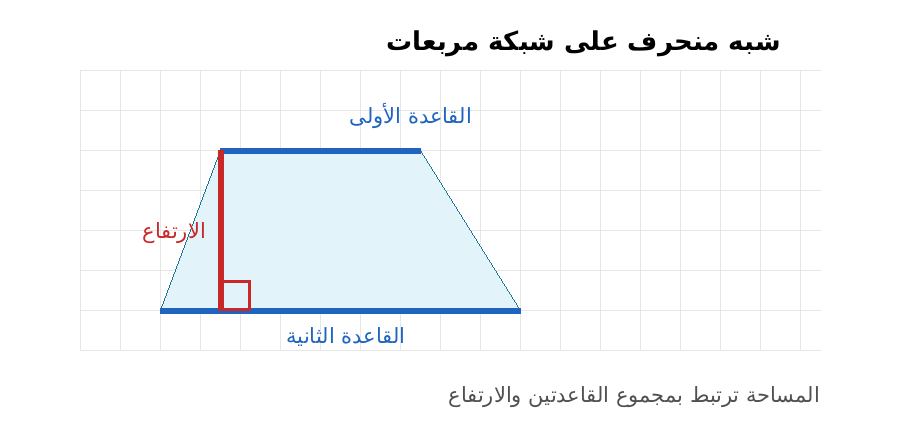 شبه منحرف على شبكة مربعات
القاعدة الأولى
الارتفاع
القاعدة الثانية
المساحة ترتبط بمجموع القاعدتين والارتفاع